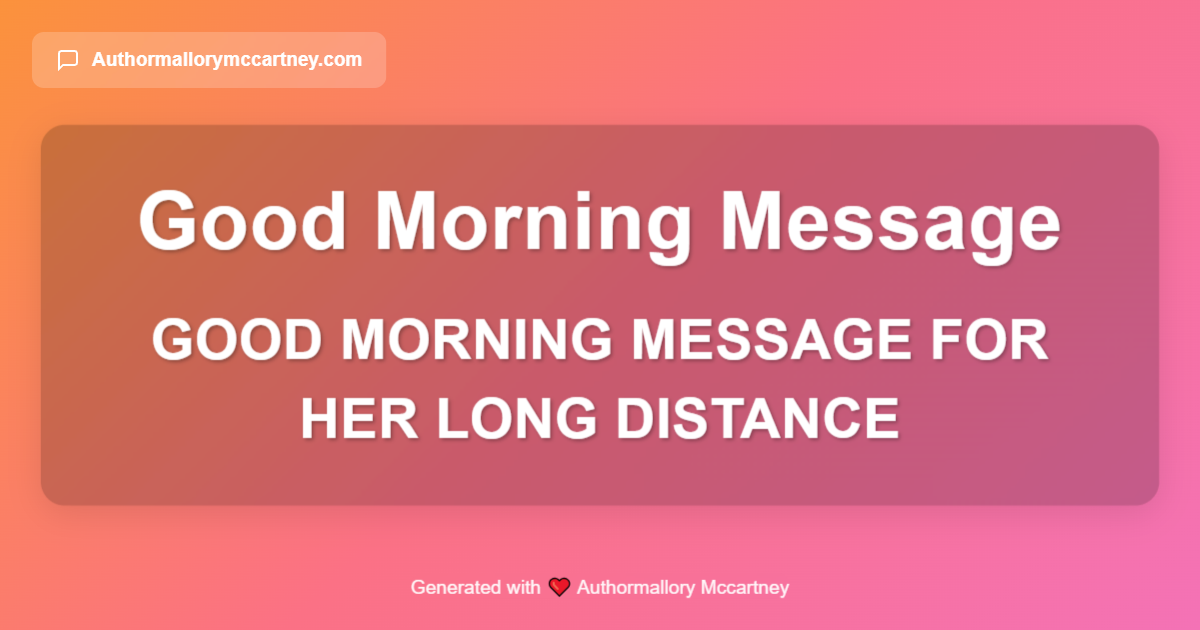 Authormallorymccartney.com
Good Morning Message
GOOD MORNING MESSAGE FOR
HER LONG DISTANCE
Generated with ❤️ Authormallory Mccartney